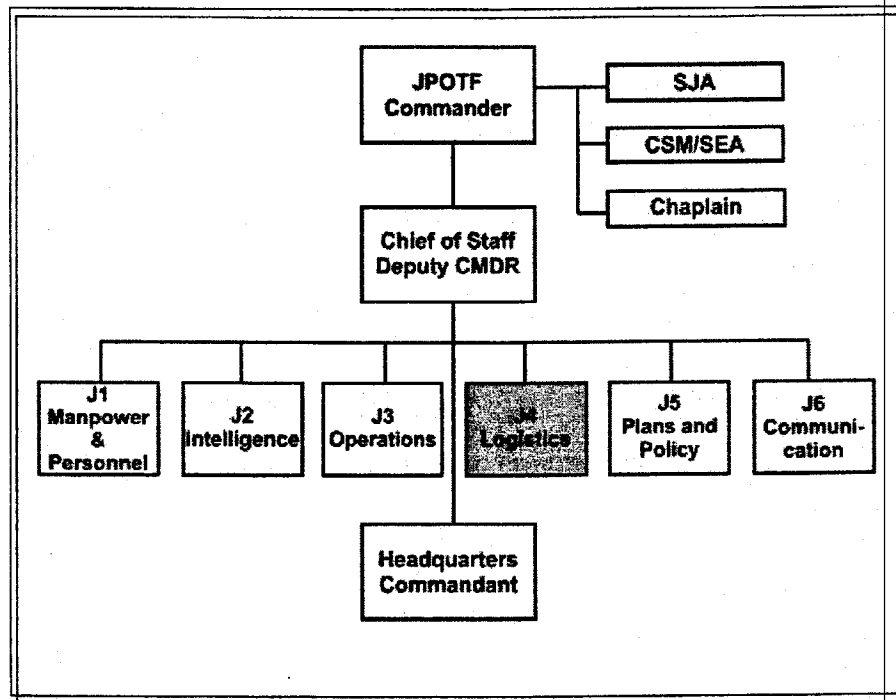 JPOTF
Commander
SJA
CSM/SEA
Chaplain
Chief of Staff
Deputy CMDR
J1
Manpower
&
Personnel
J2
Intelligence
J3
Operations
J4
Logistics
J5
Plans and
Policy
J6
Communi-
cation
Headquarters
Commandant